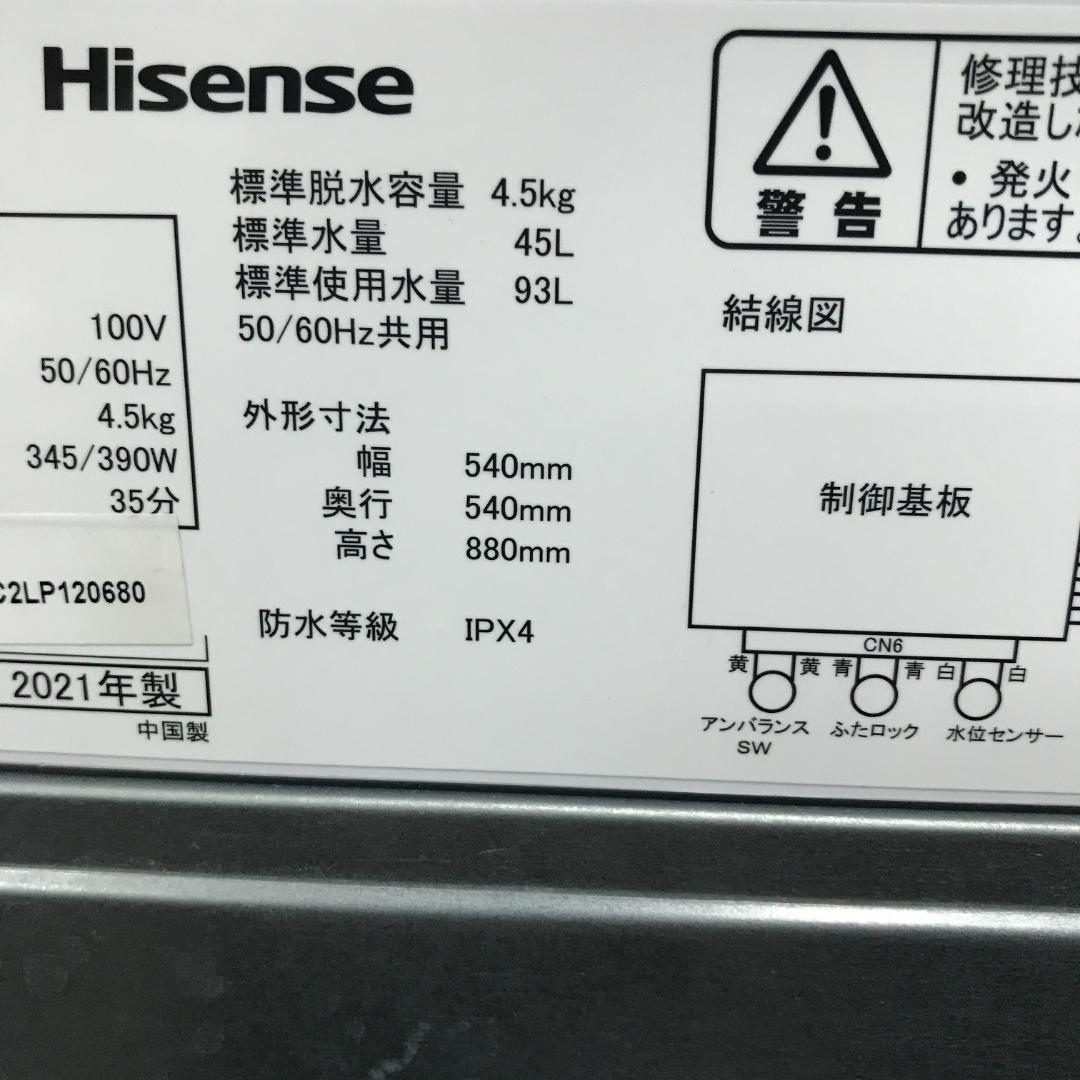 Hisense
標準脱水容量 4.5kg
標準水量 45L
標準使用水量 93L
50/60Hz共用
外形寸法
幅 540mm
奥行 540mm
高さ 880mm
防水等級 IPX4
100V
50/60Hz
4.5kg
345/390W
35分
C2LP120680
2021年製
中国製
警告
修理技
改造し
• 発火
あります。
結線図
制御基板
CN6
黄 黄 青 青 白 白
アンバランス
SW
ふたロック
水位センサー